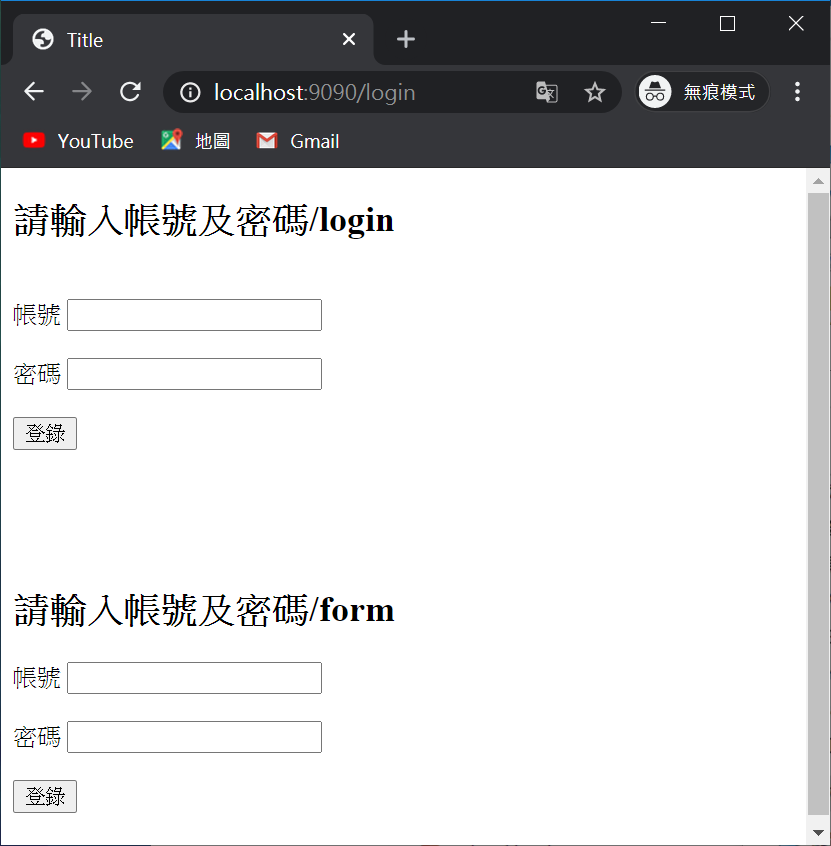 Title
localhost:9090/login
無痕模式
YouTube 地圖 Gmail
請輸入帳號及密碼/login
帳號
密碼
登錄
請輸入帳號及密碼/form
帳號
密碼
登錄